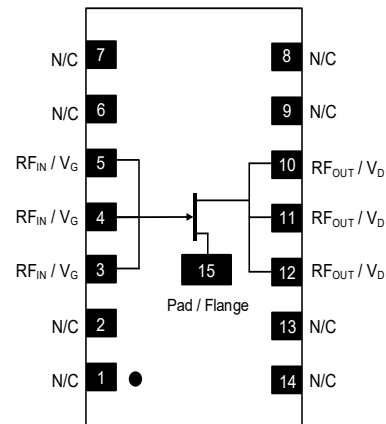 N/C 7 8 N/C
N/C 6 9 N/C
RFIN / VG 5 10 RFOUT / VD
RFIN / VG 4 11 RFOUT / VD
RFIN / VG 3 15 12 RFOUT / VD
Pad / Flange
N/C 2 13 N/C
N/C 1 14 N/C